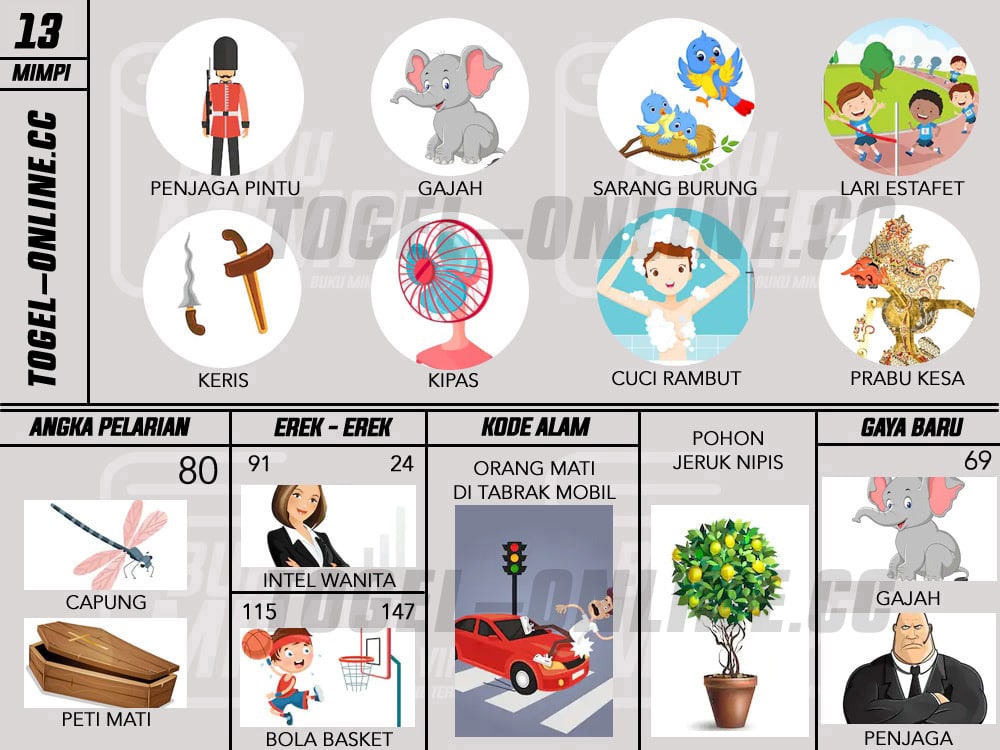 13
MIMPI
TOGEL-ONLINE.CC
PENJAGA PINTU
GAJAH
SARANG BURUNG
LARI ESTAFET
KERIS
KIPAS
CUCI RAMBUT
PRABU KESA
TOGEL-ONLINE.CC
BUKU MIMPI
ANGKA PELARIAN
80
CAPUNG
PETI MATI
EREK - EREK
91 24
INTEL WANITA
115 147
BOLA BASKET
KODE ALAM
ORANG MATI
DI TABRAK MOBIL
POHON
JERUK NIPIS
GAYA BARU
69
GAJAH
PENJAGA
TOGEL-ONLINE.CC